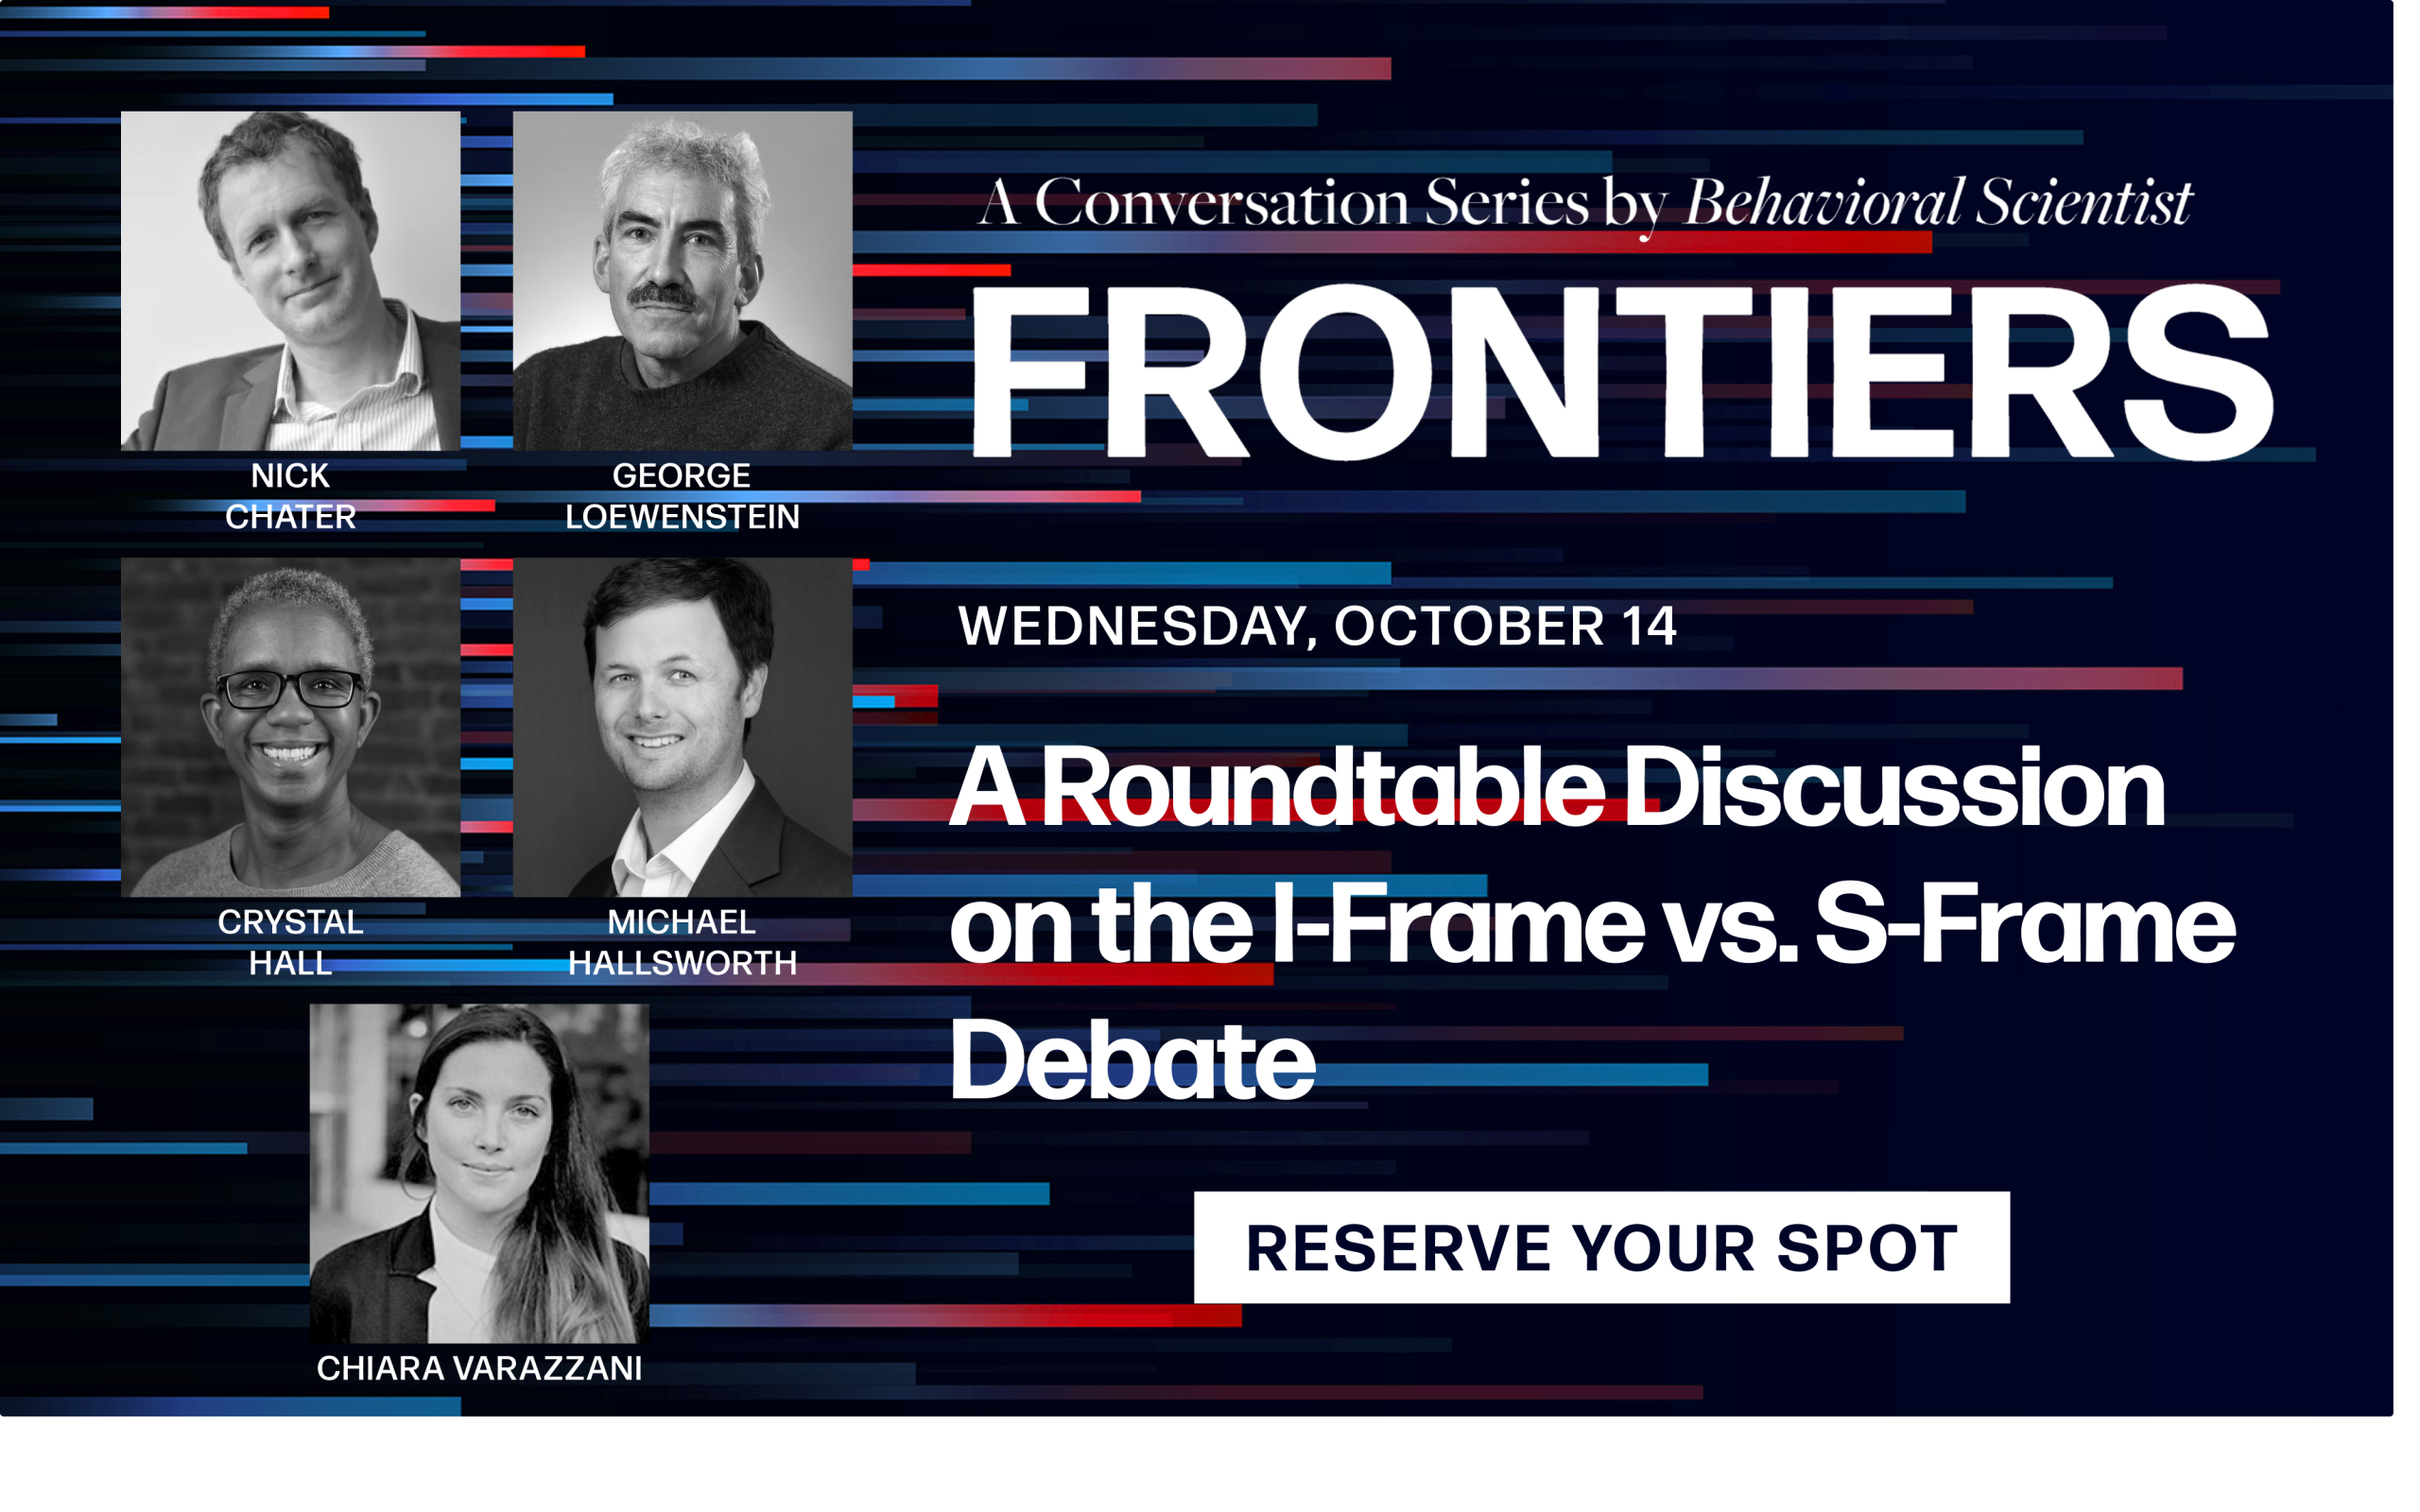 A Conversation Series by Behavioral Scientist
FRONTIERS
NICK
CHATER
GEORGE
LOEWENSTEIN
CRYSTAL
HALL
MICHAEL
HALLSWORTH
CHIARA VARAZZANI
WEDNESDAY, OCTOBER 14
A Roundtable Discussion
on the I-Frame vs. S-Frame
Debate
RESERVE YOUR SPOT